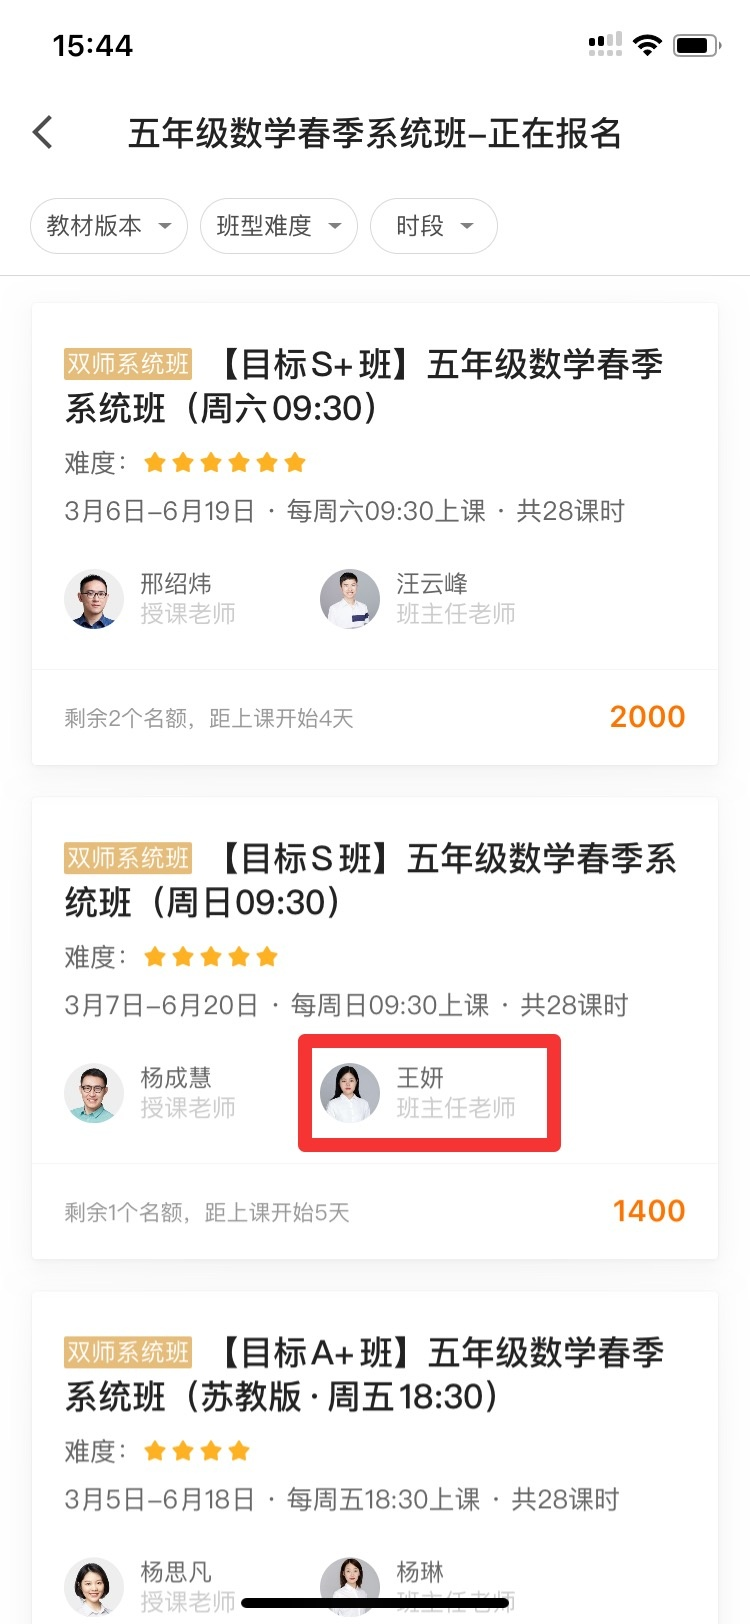 15:44
五年级数学春季系统班-正在报名
教材版本 班型难度 时段
双师系统班 【目标S+班】五年级数学春季
系统班（周六09:30）
难度：
3月6日-6月19日 · 每周六09:30上课 · 共28课时
邢绍炜 汪云峰
授课老师 班主任老师
剩余2个名额，距上课开始4天 2000
双师系统班 【目标S班】五年级数学春季系
统班（周日09:30）
难度：
3月7日-6月20日 · 每周日09:30上课 · 共28课时
杨成慧 王妍
授课老师 班主任老师
剩余1个名额，距上课开始5天 1400
双师系统班 【目标A+班】五年级数学春季
系统班（苏教版·周五18:30）
难度：
3月5日-6月18日 · 每周五18:30上课 · 共28课时
杨思凡 杨琳
授课老师 班主任老师